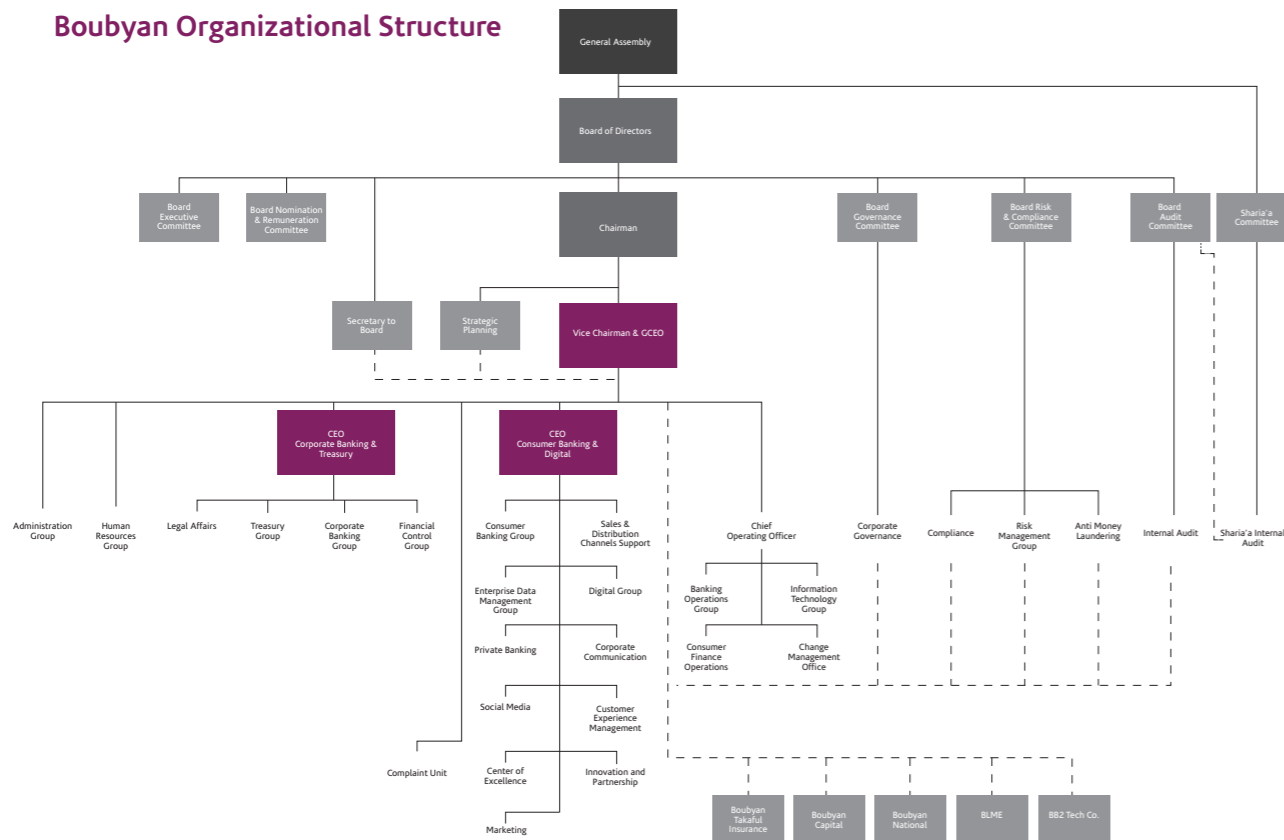 Boubyan Organizational Structure
General Assembly
Board of Directors
Board
Executive
Committee
Board Nomination
& Remuneration
Committee
Chairman
Board
Governance
Committee
Board Risk
& Compliance
Committee
Board
Audit
Committee
Sharia'a
Committee
Secretary to
Board
Strategic
Planning
Vice Chairman & GCEO
CEO
Corporate Banking &
Treasury
CEO
Consumer Banking &
Digital
Administration
Group
Human
Resources
Group
Legal Affairs
Treasury
Group
Corporate
Banking
Group
Financial
Control
Group
Consumer
Banking Group
Sales &
Distribution
Channels Support
Chief
Operating Officer
Corporate
Governance
Compliance
Risk
Management
Group
Anti Money
Laundering
Internal Audit
Sharia'a Internal
Audit
Enterprise Data
Management
Group
Digital Group
Banking
Operations
Group
Information
Technology
Group
Private Banking
Corporate
Communication
Consumer
Finance
Operations
Change
Management
Office
Social Media
Customer
Experience
Management
Complaint Unit
Center of
Excellence
Innovation and
Partnership
Marketing
Boubyan
Takaful
Insurance
Boubyan
Capital
Boubyan
National
BLME
BB2 Tech Co.